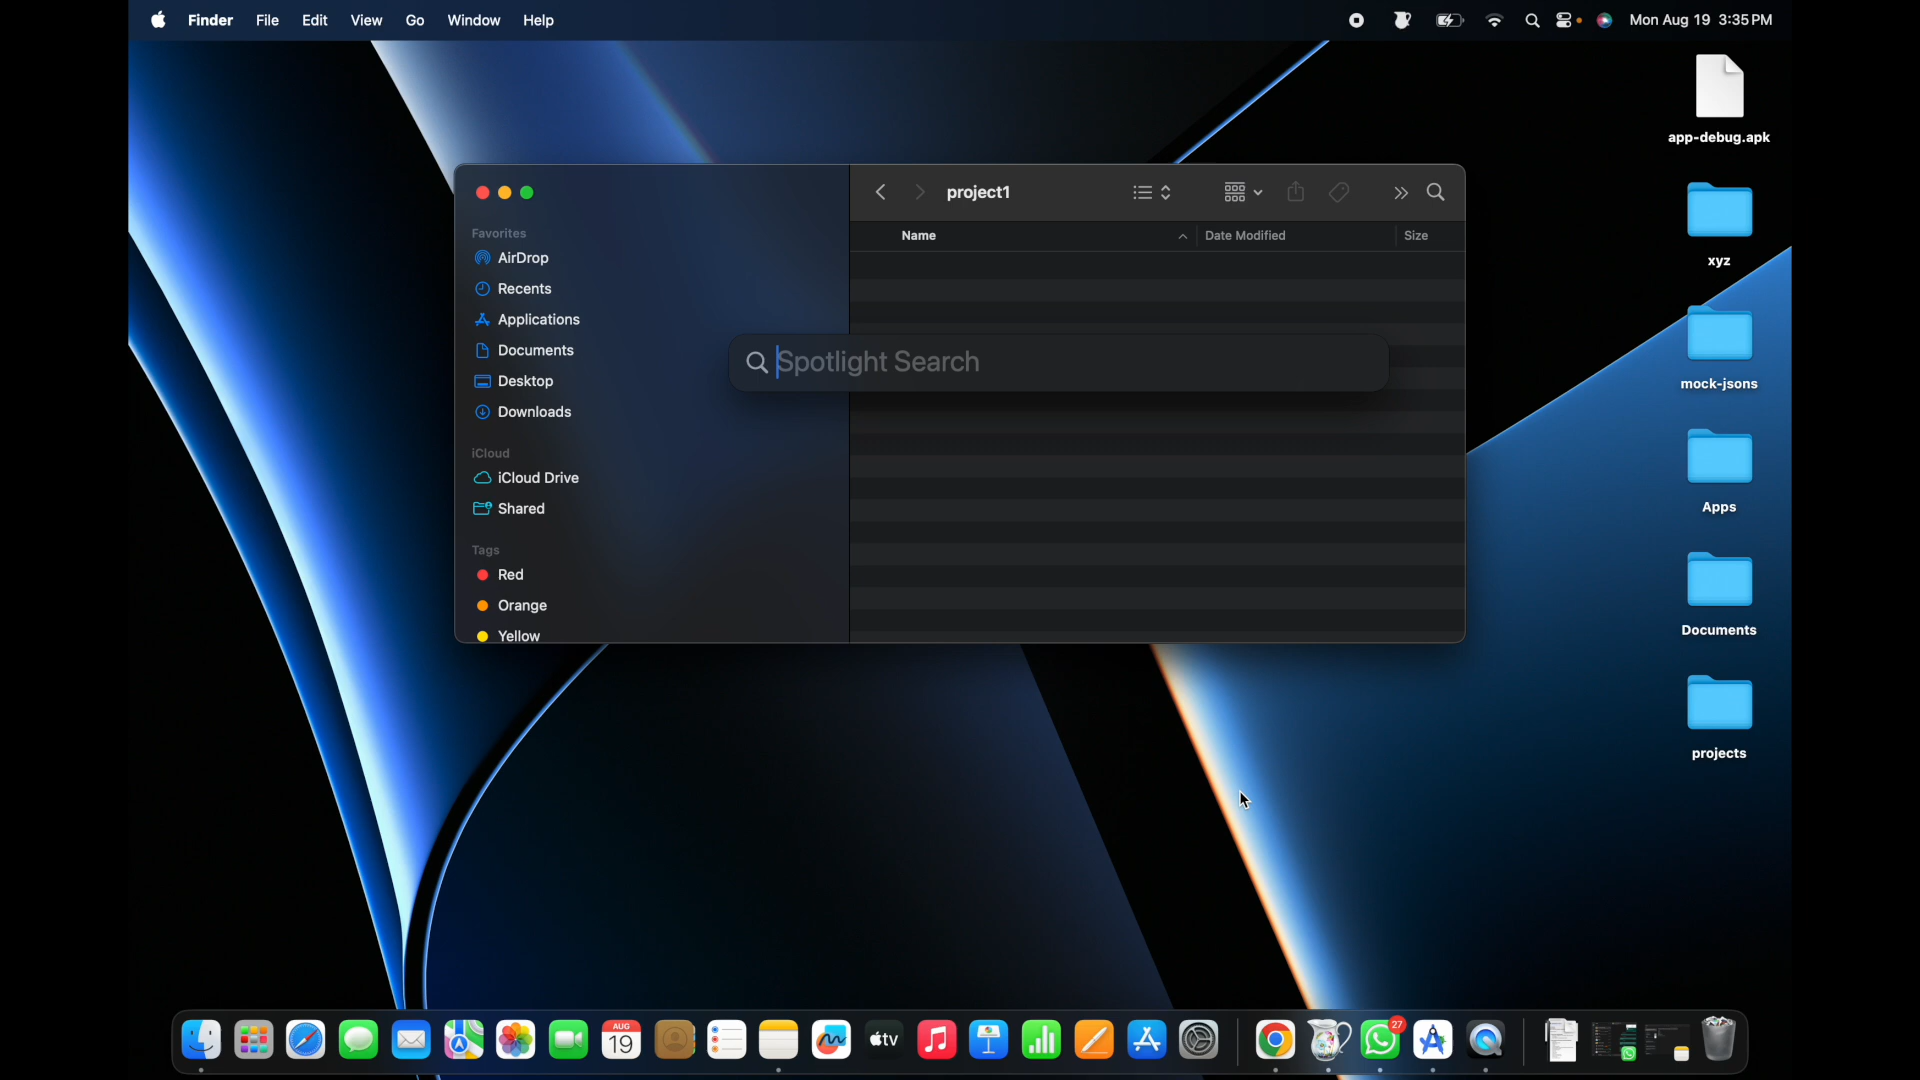 Finder File Edit View Go Window Help Mon Aug 19 3:35 PM
app-debug.apk
project1
Name Date Modified Size
Favorites
AirDrop
Recents
Applications
Documents
Desktop
Downloads
iCloud
iCloud Drive
Shared
Tags
Red
Orange
Yellow
Spotlight Search
xyz
mock-jsons
Apps
Documents
projects
AUG
19
tv
27